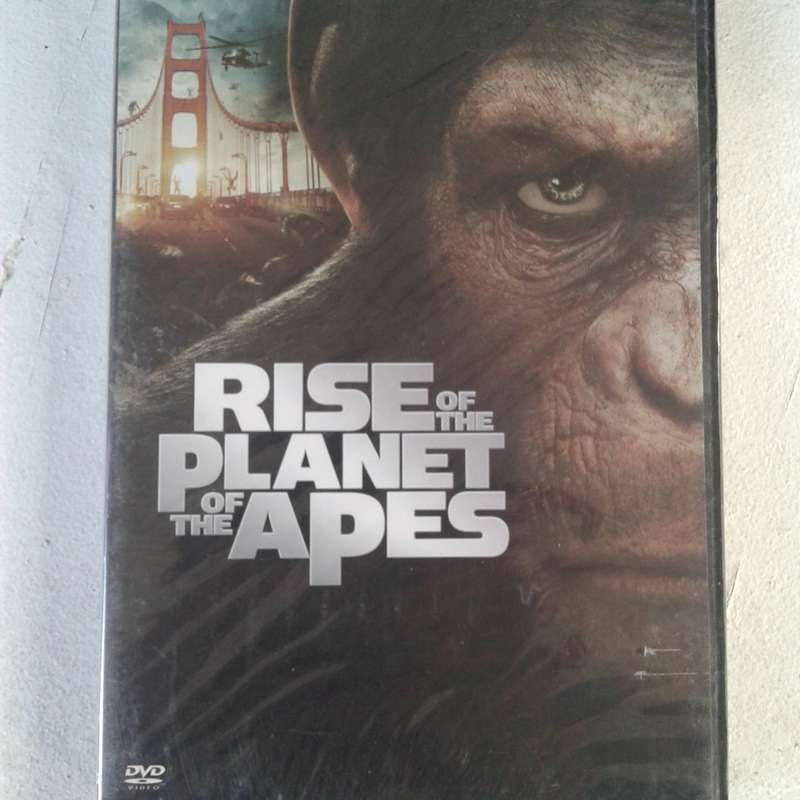 RISE OF THE
PLANET
OF THE APES
DVD
VIDEO